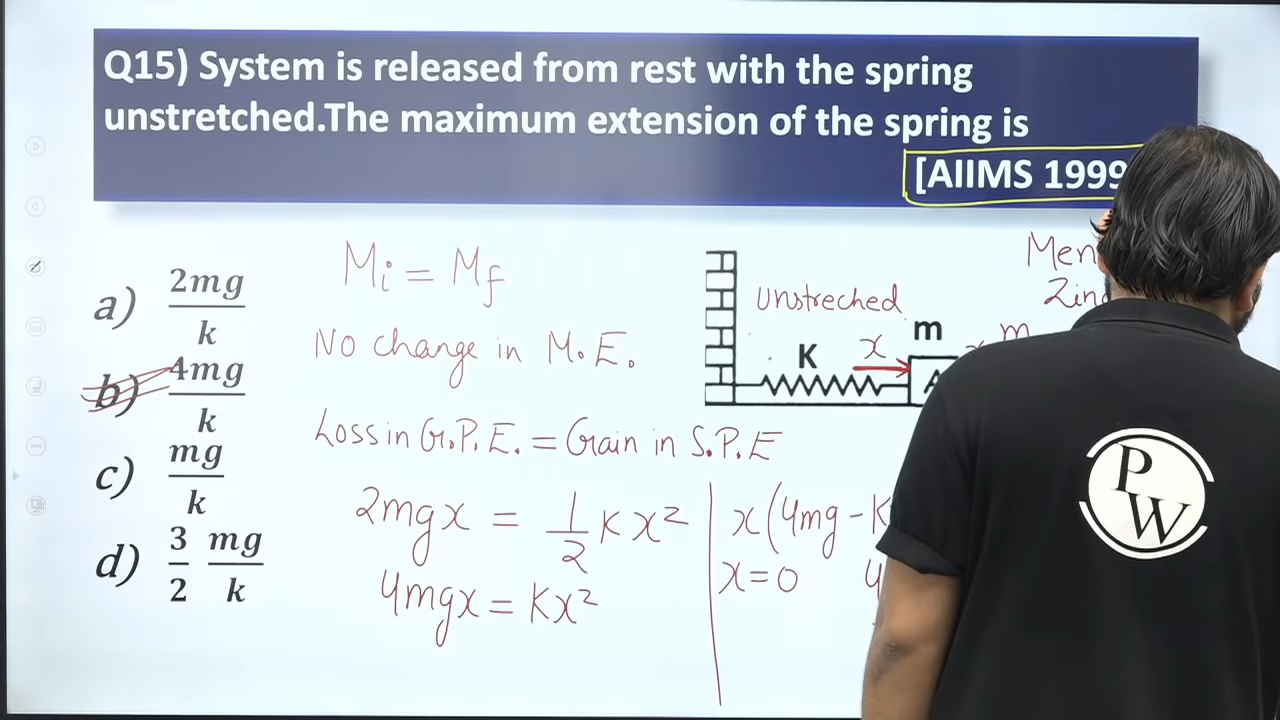 Q15) System is released from rest with the spring
unstretched.The maximum extension of the spring is
[AIIMS 1999
a) 2mg/k
b) 4mg/k
c) mg/k
d) 3/2 mg/k
Mi = Mf
No change in M.E.
Loss in G.P.E. = Gain in S.P.E
2mgx = 1/2 Kx²
4mgx = Kx²
x(4mg-K
x=0 4
Unstreched
K
x
m
A
m
P
W